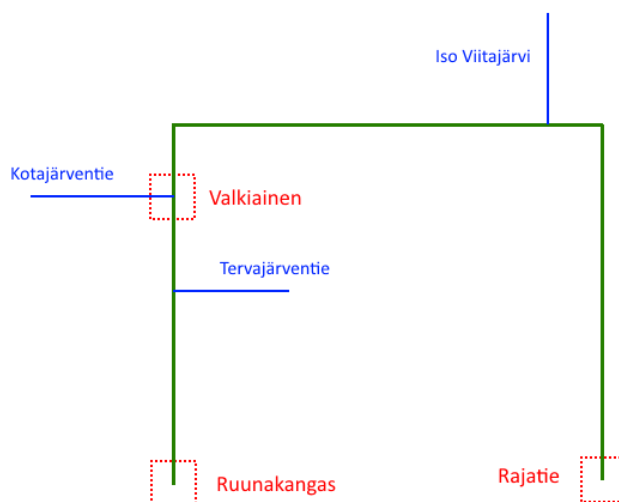 Iso Viitajärvi
Kotajärventie
Valkiainen
Tervajärventie
Rajatie
Ruunakangas